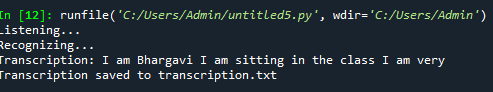 In [12]: runfile('C:/Users/Admin/untitled5.py', wdir='C:/Users/Admin')
Listening...
Recognizing...
Transcription: I am Bhargavi I am sitting in the class I am very
Transcription saved to transcription.txt